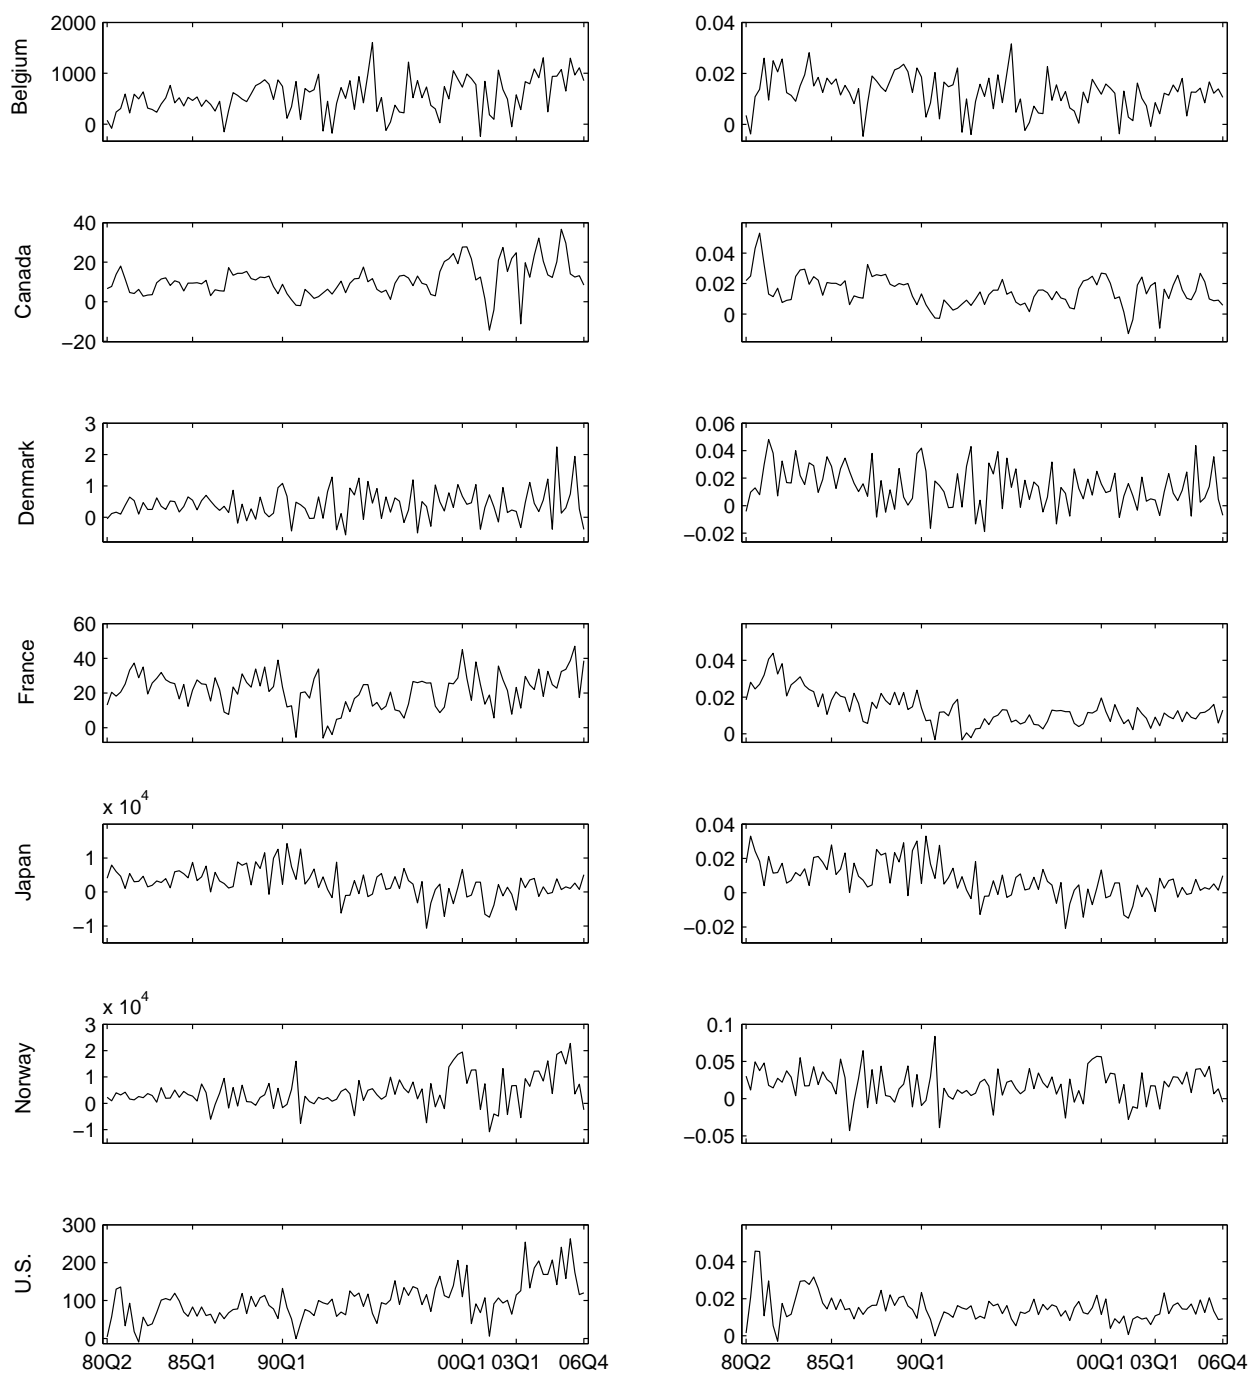 2000 0.04
Belgium 1000 0.02
0 0
40
Canada 20 0.04
0.02
0 0
−20
3 0.06
Denmark 2 0.04
1 0.02
0 0
−0.02
60
France 40 0.04
20 0.02
0 0
x 10^4
0.04
Japan 1 0.02
0 0
−1 −0.02
x 10^4
3 0.1
Norway 2 0.05
1
0 0
−1 −0.05
300
U.S. 200 0.04
100 0.02
0 0
80Q2 85Q1 90Q1 00Q1 03Q1 06Q4 80Q2 85Q1 90Q1 00Q1 03Q1 06Q4